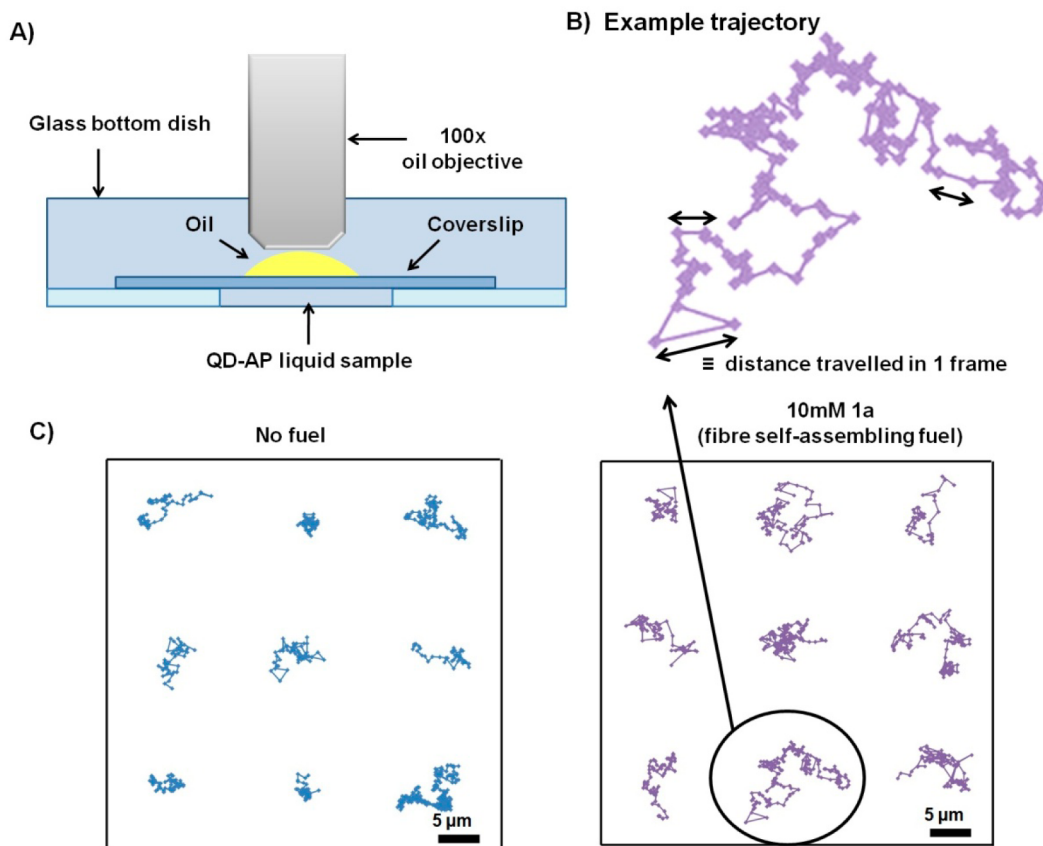 A)
Glass bottom dish
100x
oil objective
Oil
Coverslip
QD-AP liquid sample
B) Example trajectory
≡ distance travelled in 1 frame
C)
No fuel
5 µm
10mM 1a
(fibre self-assembling fuel)
5 µm